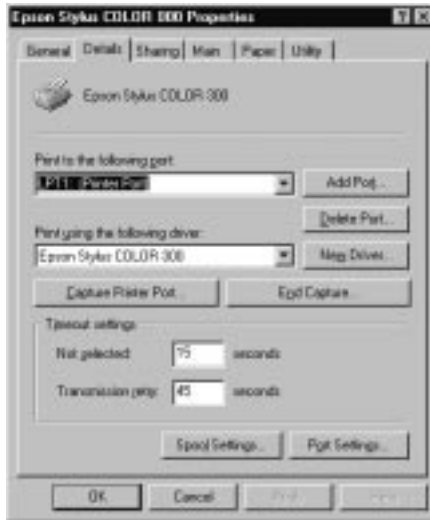 Epson Stylus COLOR 300 Properties
General Details Sharing Main Paper Utility
Epson Stylus COLOR 300
Print to the following port:
LPT1: (Printer Port)
Add Port...
Delete Port...
Print using the following driver:
Epson Stylus COLOR 300
New Driver...
Capture Printer Port... End Capture...
Timeout settings
Not selected: 15 seconds
Transmission retry: 45 seconds
Spool Settings... Port Settings...
OK Cancel